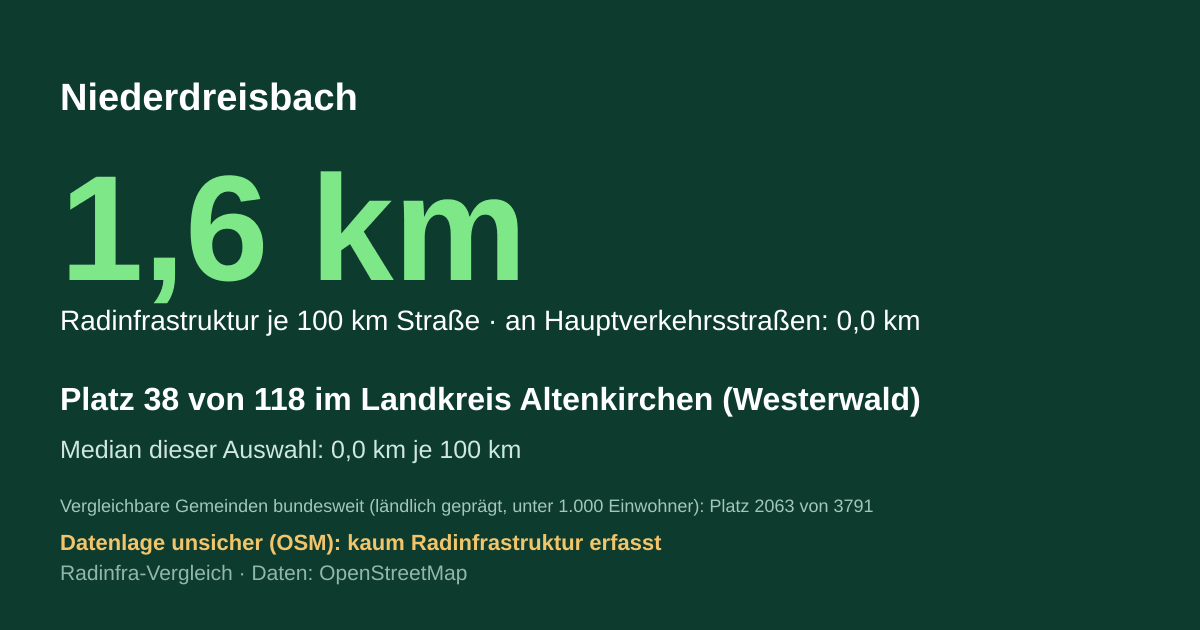 Niederdreisbach
1,6 km
Radinfrastruktur je 100 km Straße · an Hauptverkehrsstraßen: 0,0 km
Platz 38 von 118 im Landkreis Altenkirchen (Westerwald)
Median dieser Auswahl: 0,0 km je 100 km
Vergleichbare Gemeinden bundesweit (ländlich geprägt, unter 1.000 Einwohner): Platz 2063 von 3791
Datenlage unsicher (OSM): kaum Radinfrastruktur erfasst
Radinfra-Vergleich · Daten: OpenStreetMap